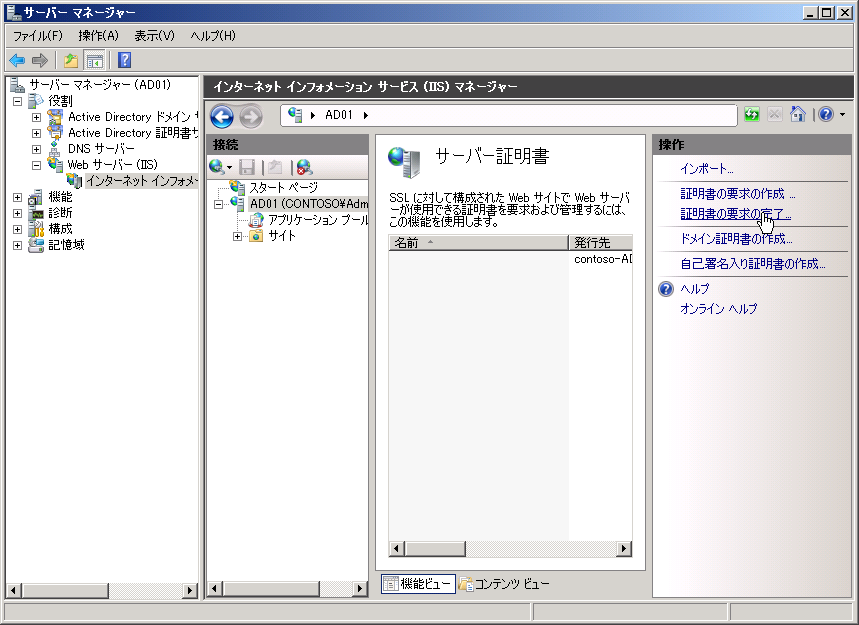 サーバー マネージャー
ファイル(F) 操作(A) 表示(V) ヘルプ(H)
サーバー マネージャー (AD01)
役割
Active Directory ドメイン
Active Directory 証明書
DNS サーバー
Web サーバー (IIS)
インターネット インフォメー
機能
診断
構成
記憶域
インターネット インフォメーション サービス (IIS) マネージャー
AD01
接続
スタート ページ
AD01 (CONTOSO¥Adm
アプリケーション プール
サイト
サーバー証明書
SSL に対して構成された Web サイトで Web サーバ
ーが使用できる証明書を要求および管理するには、
この機能を使用します。
名前 発行先
contoso-AD
機能ビュー コンテンツ ビュー
操作
インポート...
証明書の要求の作成 ...
証明書の要求の完了...
ドメイン証明書の作成...
自己署名入り証明書の作成...
ヘルプ
オンライン ヘルプ